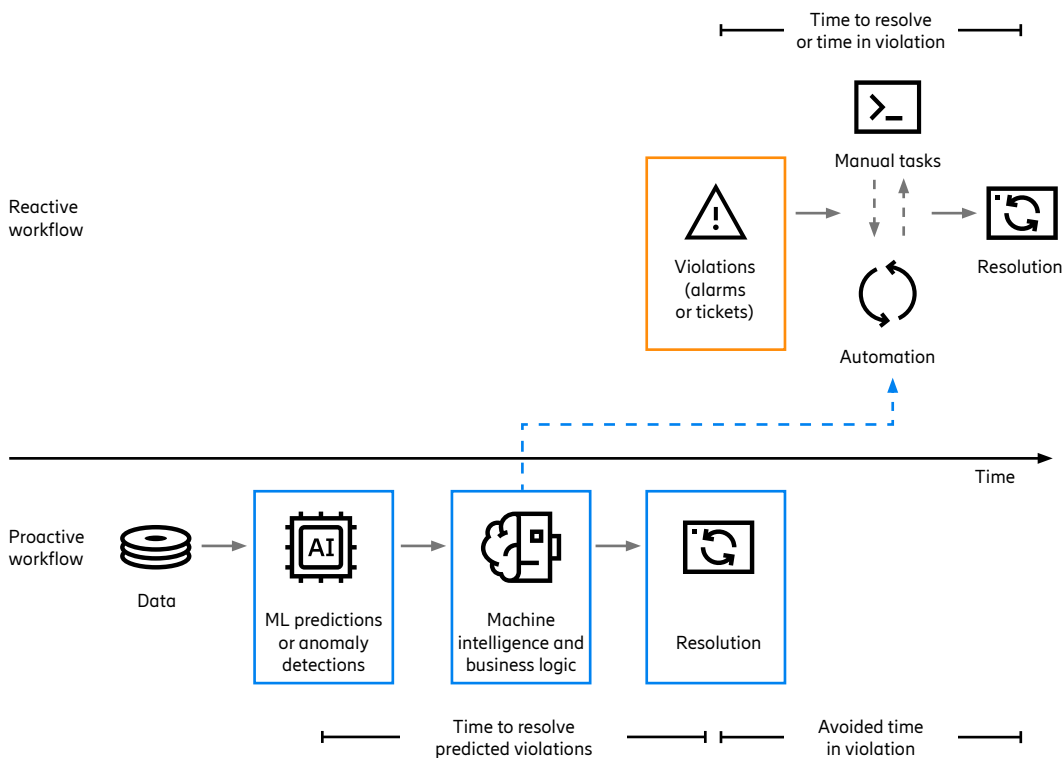 Time to resolve
or time in violation
Manual tasks
Reactive
workflow
Violations
(alarms
or tickets)
Resolution
Automation
Time
Proactive
workflow
AI
Data
ML predictions
or anomaly
detections
Machine
intelligence and
business logic
Resolution
Time to resolve
predicted violations
Avoided time
in violation